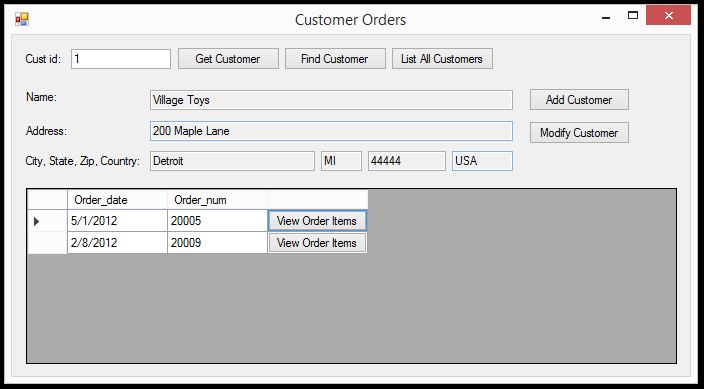 Customer Orders
Cust id: 1 Get Customer Find Customer List All Customers
Name: Village Toys Add Customer
Address: 200 Maple Lane Modify Customer
City, State, Zip, Country: Detroit MI 44444 USA
Order_date Order_num
5/1/2012 20005 View Order Items
2/8/2012 20009 View Order Items